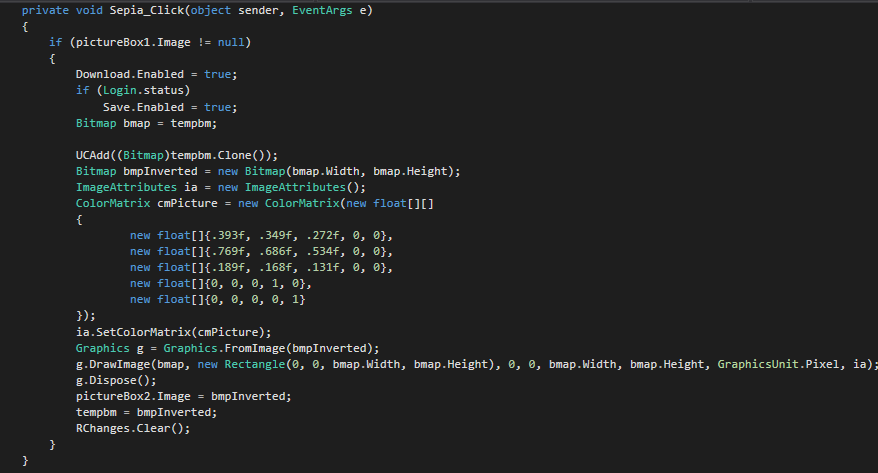 private void Sepia_Click(object sender, EventArgs e)
{
if (pictureBox1.Image != null)
{
Download.Enabled = true;
if (Login.status)
Save.Enabled = true;
Bitmap bmap = tempbm;
UCAdd((Bitmap)tempbm.Clone());
Bitmap bmpInverted = new Bitmap(bmap.Width, bmap.Height);
ImageAttributes ia = new ImageAttributes();
ColorMatrix cmPicture = new ColorMatrix(new float[][]
{
new float[]{.393f, .349f, .272f, 0, 0},
new float[]{.769f, .686f, .534f, 0, 0},
new float[]{.189f, .168f, .131f, 0, 0},
new float[]{0, 0, 0, 1, 0},
new float[]{0, 0, 0, 0, 1}
});
ia.SetColorMatrix(cmPicture);
Graphics g = Graphics.FromImage(bmpInverted);
g.DrawImage(bmap, new Rectangle(0, 0, bmap.Width, bmap.Height), 0, 0, bmap.Width, bmap.Height, GraphicsUnit.Pixel, ia);
g.Dispose();
pictureBox2.Image = bmpInverted;
tempbm = bmpInverted;
RChanges.Clear();
}
}